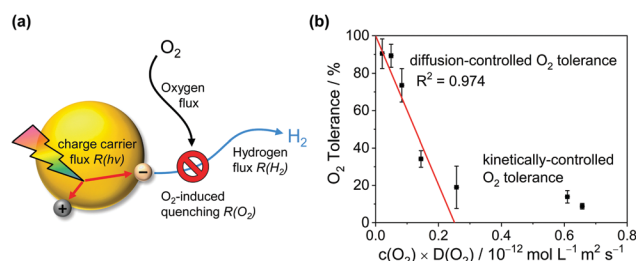 (a)
O₂
Oxygen
flux
charge carrier
flux R(hν)
−
+
H₂
Hydrogen
flux R(H₂)
O₂-induced
quenching R(O₂)
(b)
O₂ Tolerance / %
100
80
60
40
20
0
diffusion-controlled O₂ tolerance
R² = 0.974
kinetically-controlled
O₂ tolerance
0.0 0.2 0.4 0.6 0.8
c(O₂) × D(O₂) / 10⁻¹² mol L⁻¹ m² s⁻¹